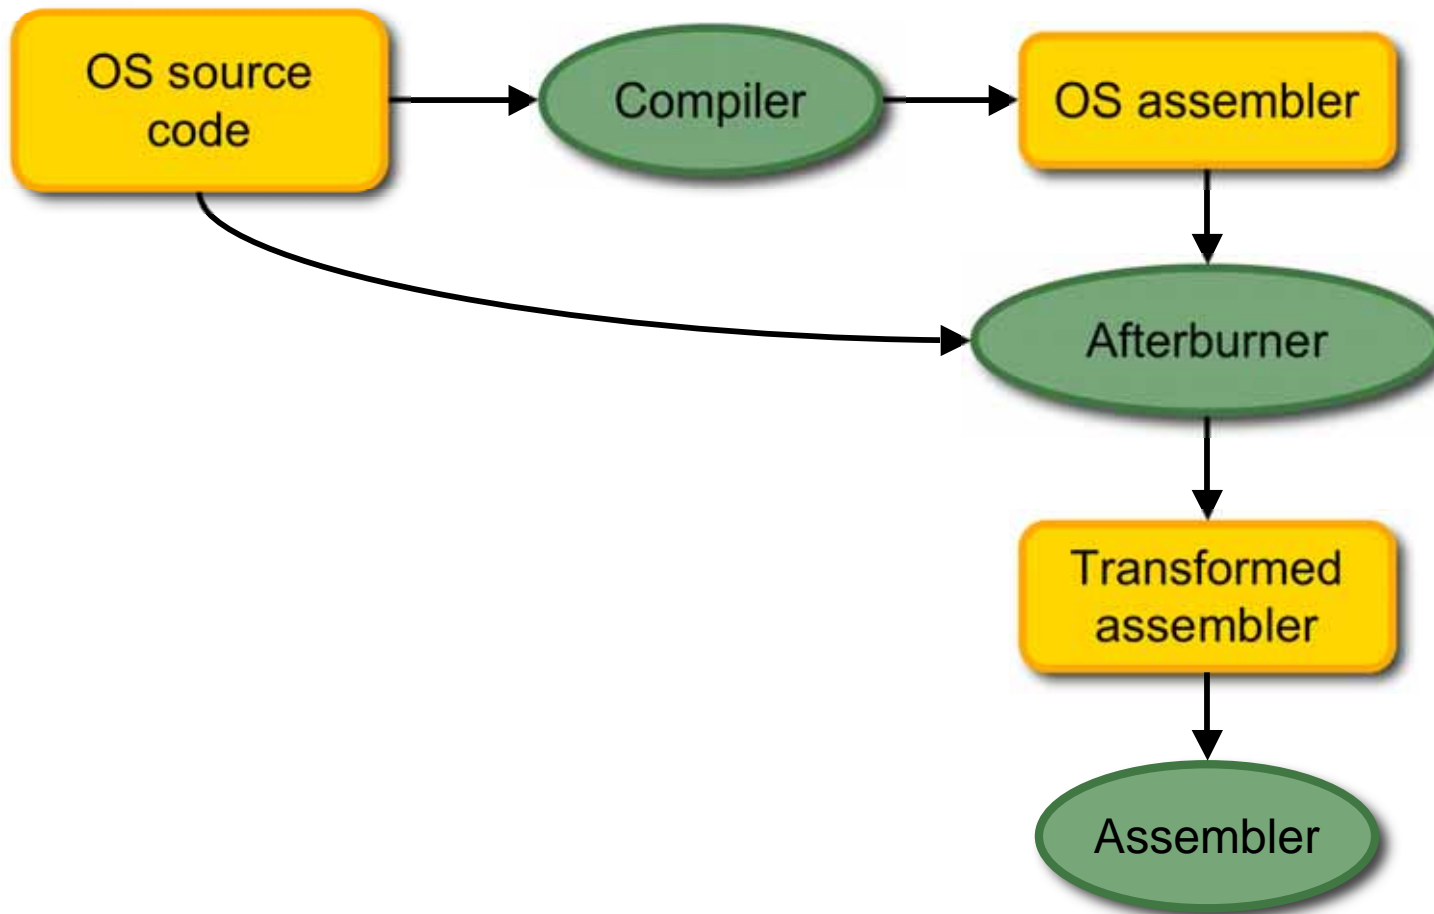 OS source
code
Compiler
OS assembler
Afterburner
Transformed
assembler
Assembler